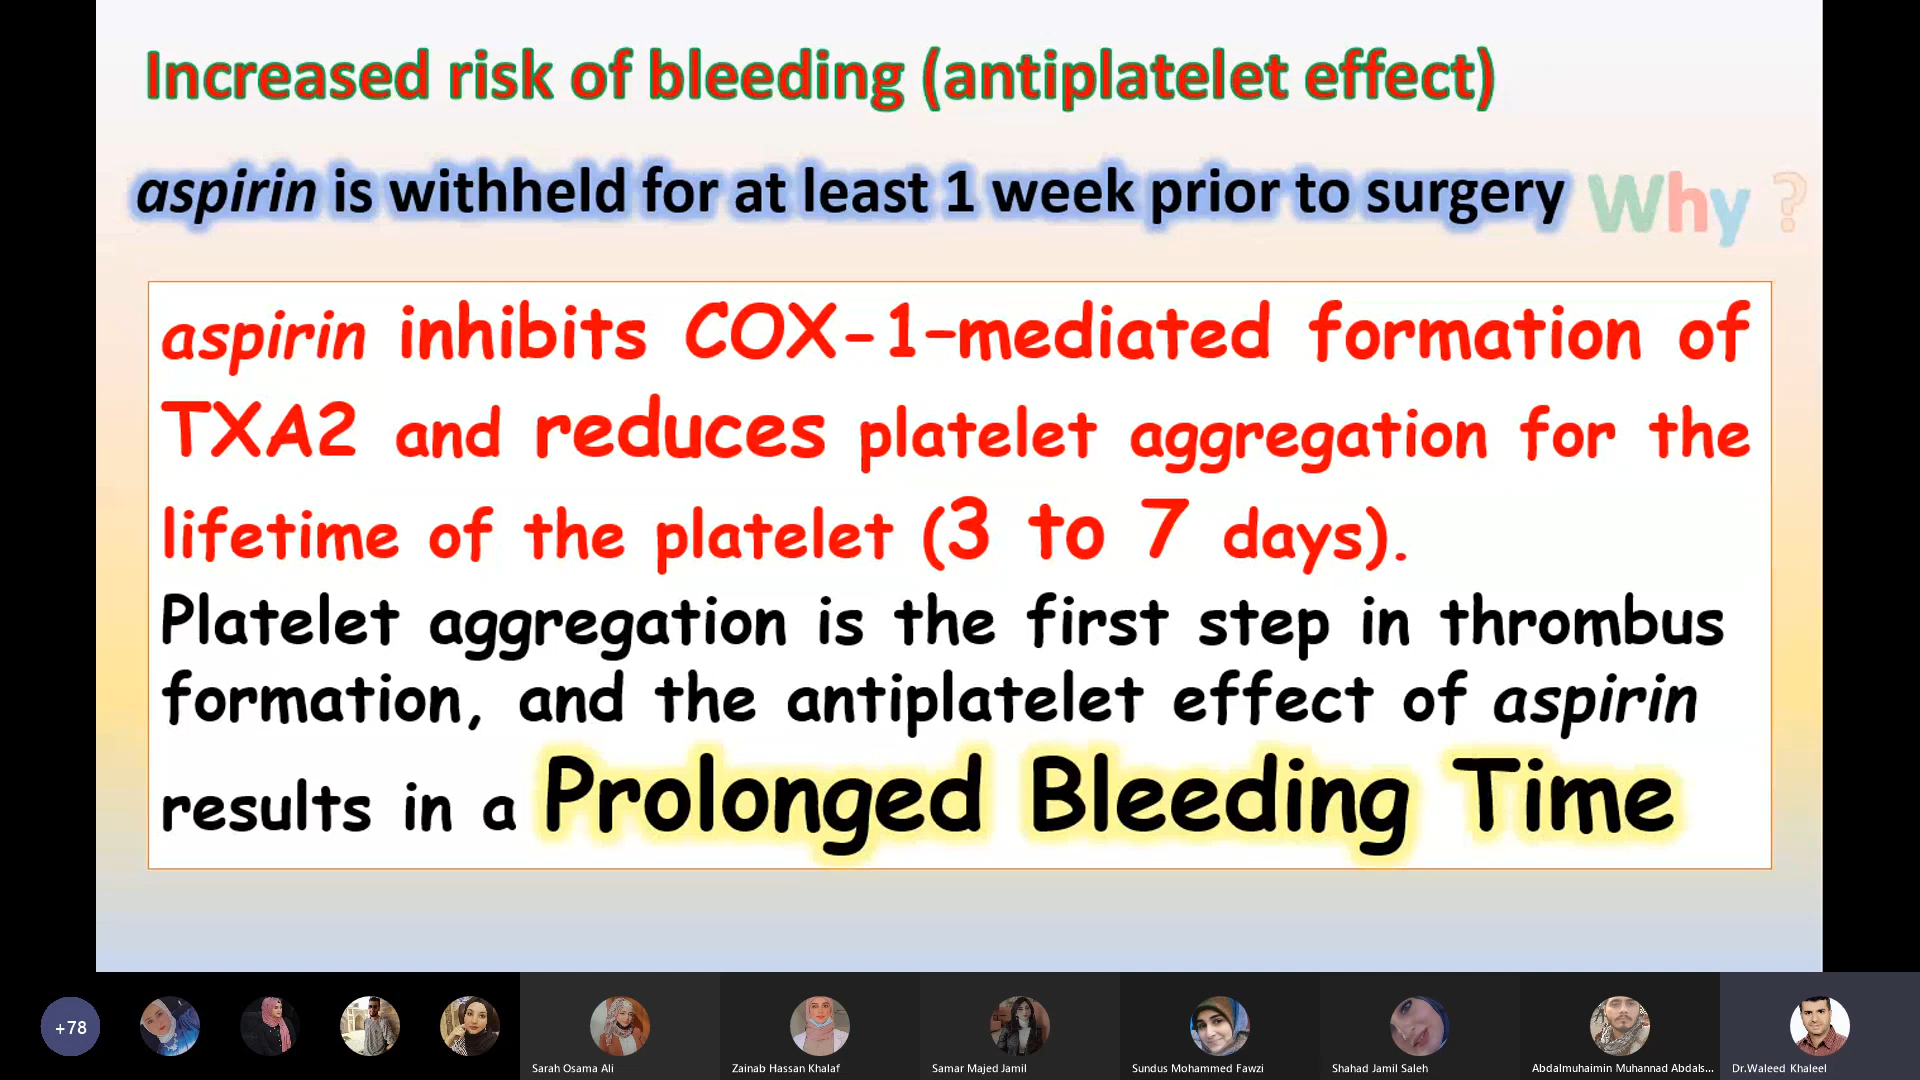 Increased risk of bleeding (antiplatelet effect)
aspirin is withheld for at least 1 week prior to surgery Why ?
aspirin inhibits COX-1–mediated formation of
TXA2 and reduces platelet aggregation for the
lifetime of the platelet (3 to 7 days).
Platelet aggregation is the first step in thrombus
formation, and the antiplatelet effect of aspirin
results in a Prolonged Bleeding Time
+78
Sarah Osama Ali
Zainab Hassan Khalaf
Samar Majed Jamil
Sundus Mohammed Fawzi
Shahad Jamil Saleh
Abdalmuhaimin Muhannad Abdals...
Dr.Waleed Khaleel